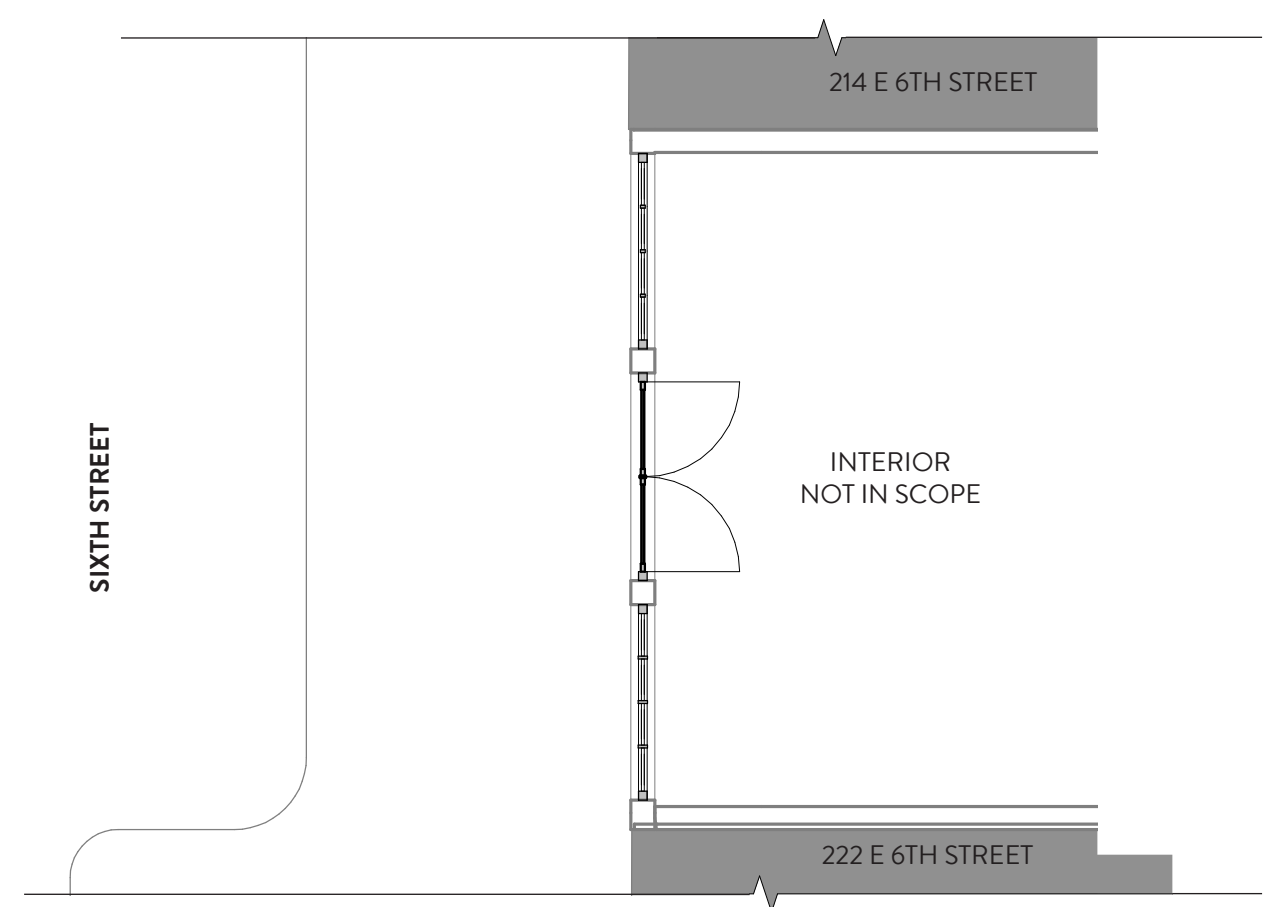 214 E 6TH STREET
SIXTH STREET
INTERIOR
NOT IN SCOPE
222 E 6TH STREET